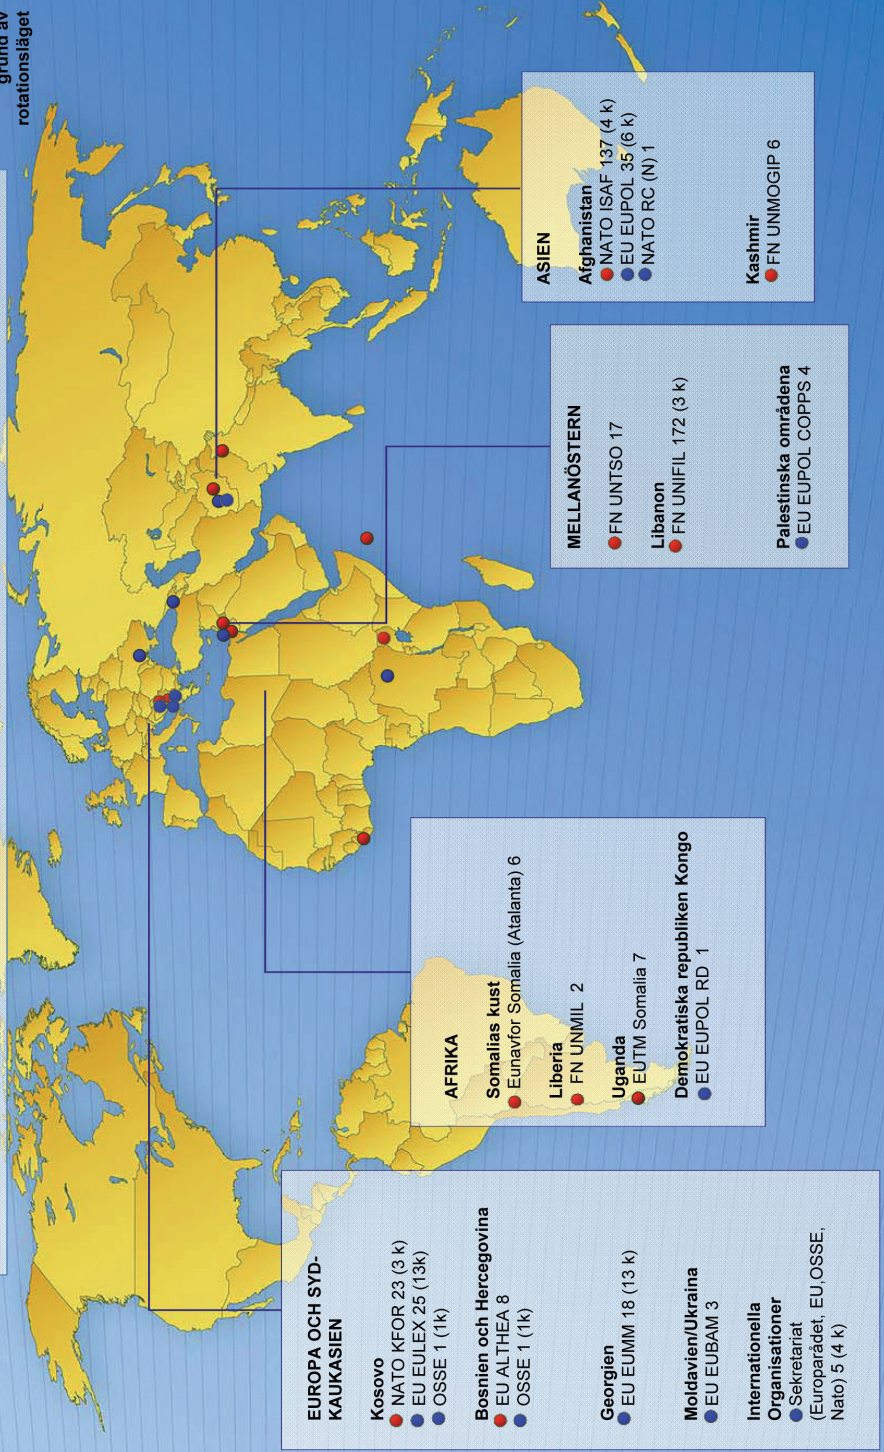 grund av
rotationsläget
EUROPA OCH SYD-
KAUKASIEN
Kosovo
NATO KFOR 23 (3 k)
EU EULEX 25 (13k)
OSSE 1 (1k)
Bosnien och Hercegovina
EU ALTHEA 8
OSSE 1 (1k)
Georgien
EU EUMM 18 (13 k)
Moldavien/Ukraina
EU EUBAM 3
Internationella
Organisationer
Sekretariat
(Europarådet, EU,OSSE,
Nato) 5 (4 k)
AFRIKA
Somalias kust
Eunavfor Somalia (Atalanta) 6
Liberia
FN UNMIL 2
Uganda
EUTM Somalia 7
Demokratiska republiken Kongo
EU EUPOL RD 1
MELLANÖSTERN
FN UNTSO 17
Libanon
FN UNIFIL 172 (3 k)
Palestinska områdena
EU EUPOL COPPS 4
ASIEN
Afghanistan
NATO ISAF 137 (4 k)
EU EUPOL 35 (6 k)
NATO RC (N) 1
Kashmir
FN UNMOGIP 6